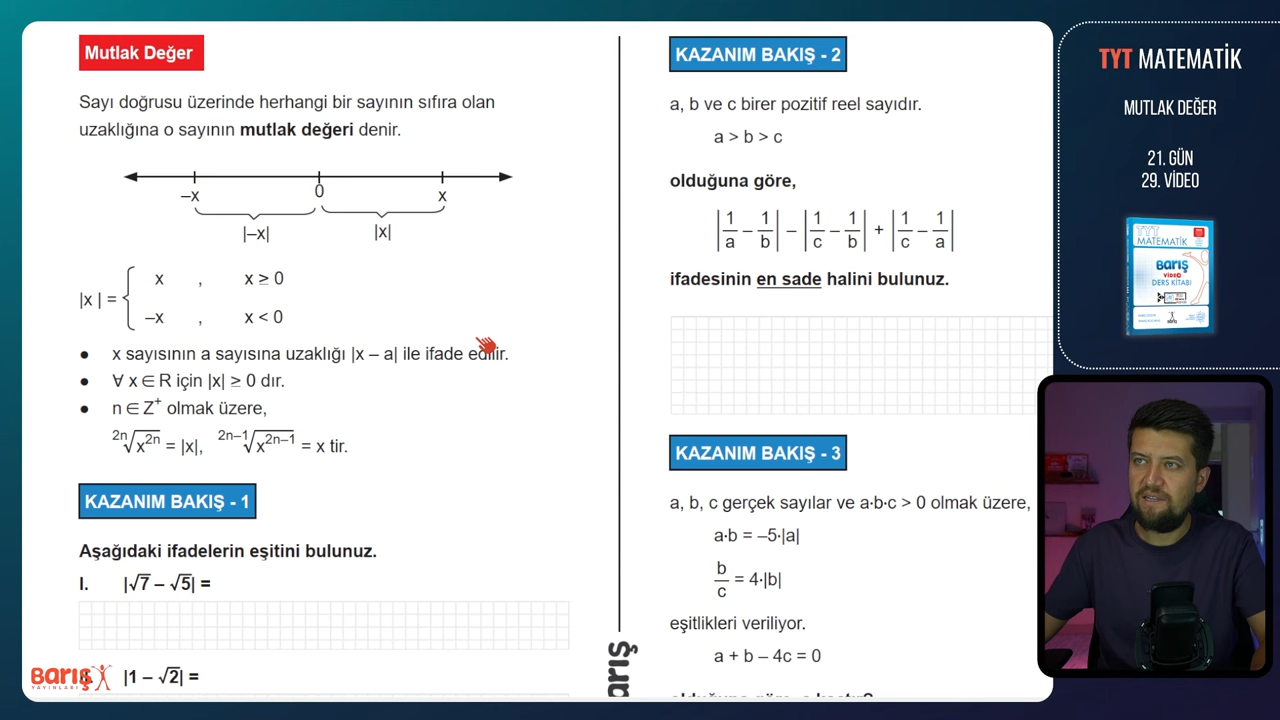 Mutlak Değer
Sayı doğrusu üzerinde herhangi bir sayının sıfıra olan
uzaklığına o sayının mutlak değeri denir.
–x 0 x
|–x| |x|
|x | = { x , x ≥ 0
–x , x < 0
● x sayısının a sayısına uzaklığı |x – a| ile ifade edilir.
● ∀ x ∈ R için |x| ≥ 0 dır.
● n ∈ Z⁺ olmak üzere,
²ⁿ√x²ⁿ = |x|, ²ⁿ⁻¹√x²ⁿ⁻¹ = x tir.
KAZANIM BAKIŞ - 1
Aşağıdaki ifadelerin eşitini bulunuz.
I. |√7 – √5| =
|1 – √2| =
BARIŞ
YAYINLARI
arış
KAZANIM BAKIŞ - 2
a, b ve c birer pozitif reel sayıdır.
a > b > c
olduğuna göre,
|1/a – 1/b| – |1/c – 1/b| + |1/c – 1/a|
ifadesinin en sade halini bulunuz.
KAZANIM BAKIŞ - 3
a, b, c gerçek sayılar ve a·b·c > 0 olmak üzere,
a·b = –5·|a|
b/c = 4·|b|
eşitlikleri veriliyor.
a + b – 4c = 0
TYT MATEMATİK
MUTLAK DEĞER
21. GÜN
29. VİDEO
TYT
MATEMATİK
BARIŞ
VİDEO
DERS KİTABI